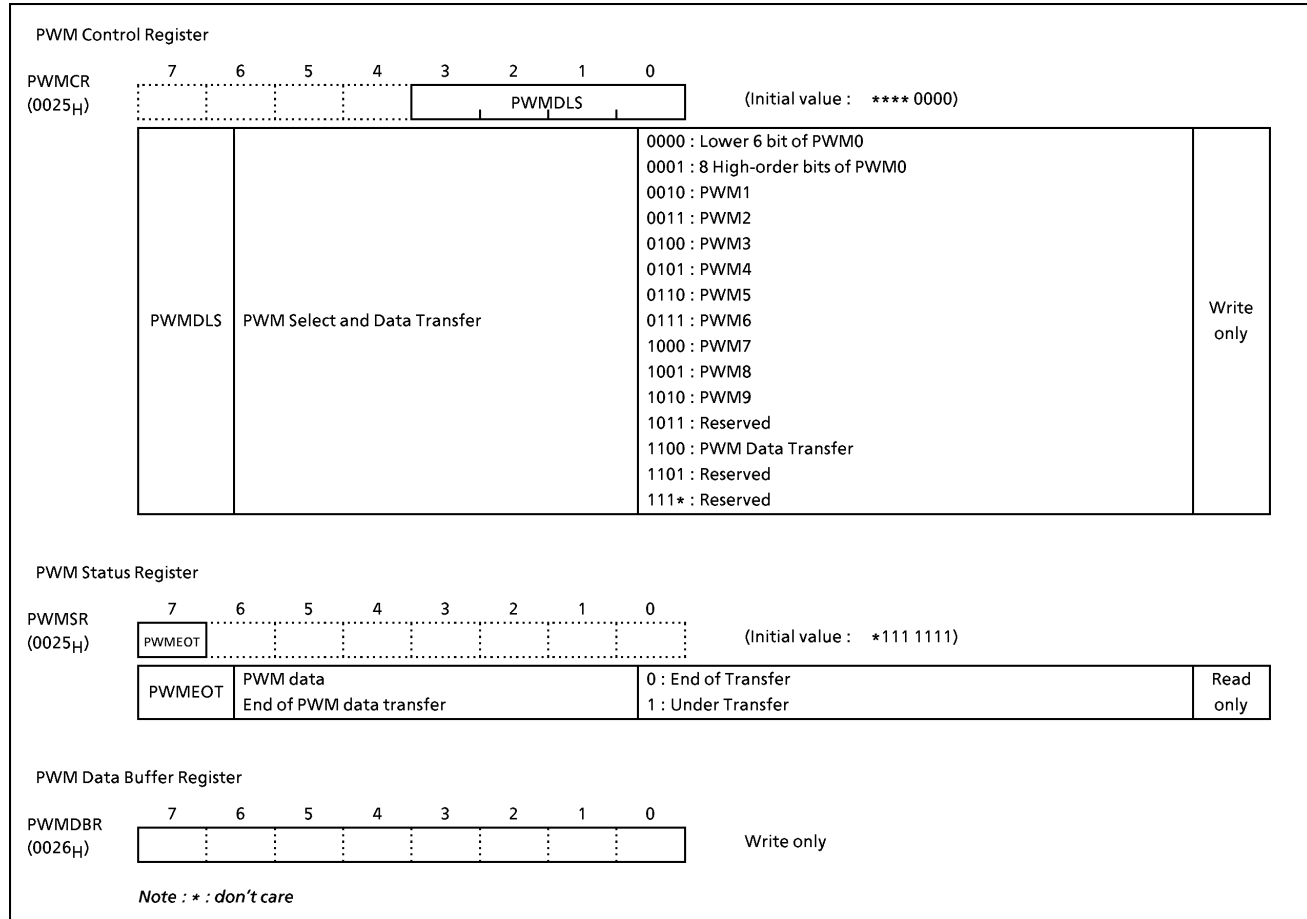 PWM Control Register
7 6 5 4 3 2 1 0
PWMCR
(0025H)
PWMDLS
(Initial value : **** 0000)
PWMDLS
PWM Select and Data Transfer
0000 : Lower 6 bit of PWM0
0001 : 8 High-order bits of PWM0
0010 : PWM1
0011 : PWM2
0100 : PWM3
0101 : PWM4
0110 : PWM5
0111 : PWM6
1000 : PWM7
1001 : PWM8
1010 : PWM9
1011 : Reserved
1100 : PWM Data Transfer
1101 : Reserved
111* : Reserved
Write
only
PWM Status Register
7 6 5 4 3 2 1 0
PWMSR
(0025H)
PWMEOT
(Initial value : *111 1111)
PWMEOT
PWM data
End of PWM data transfer
0 : End of Transfer
1 : Under Transfer
Read
only
PWM Data Buffer Register
7 6 5 4 3 2 1 0
PWMDBR
(0026H)
Write only
Note : * : don't care